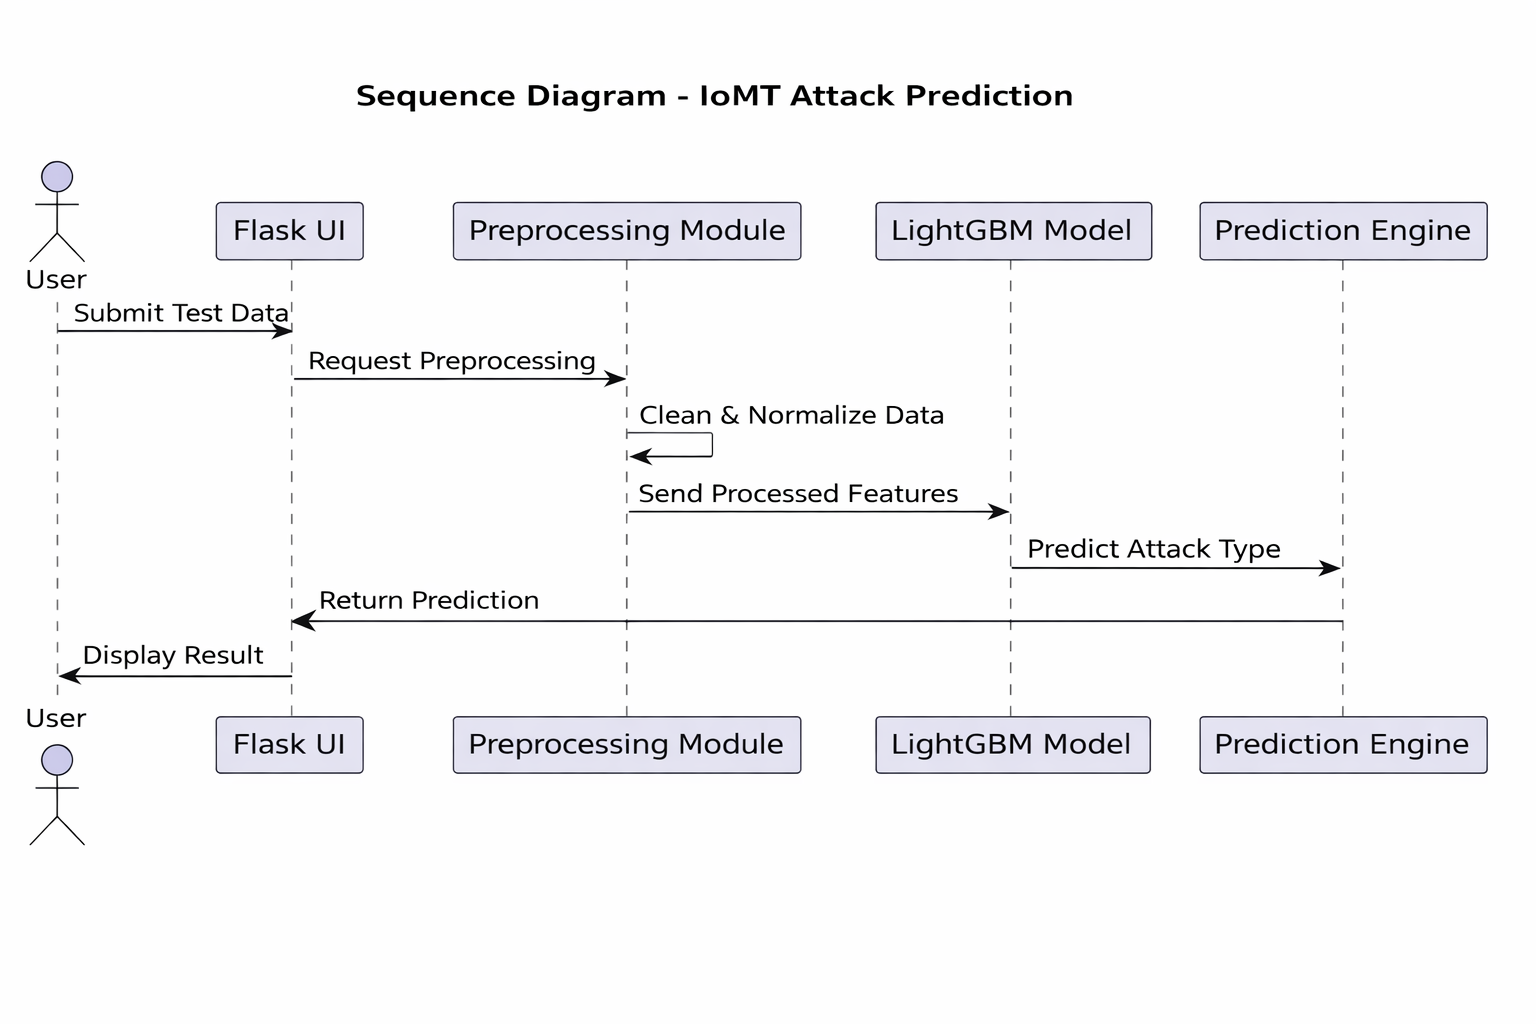 Sequence Diagram - IoMT Attack Prediction
User
Flask UI
Preprocessing Module
LightGBM Model
Prediction Engine
Submit Test Data
Request Preprocessing
Clean & Normalize Data
Send Processed Features
Predict Attack Type
Return Prediction
Display Result
User
Flask UI
Preprocessing Module
LightGBM Model
Prediction Engine